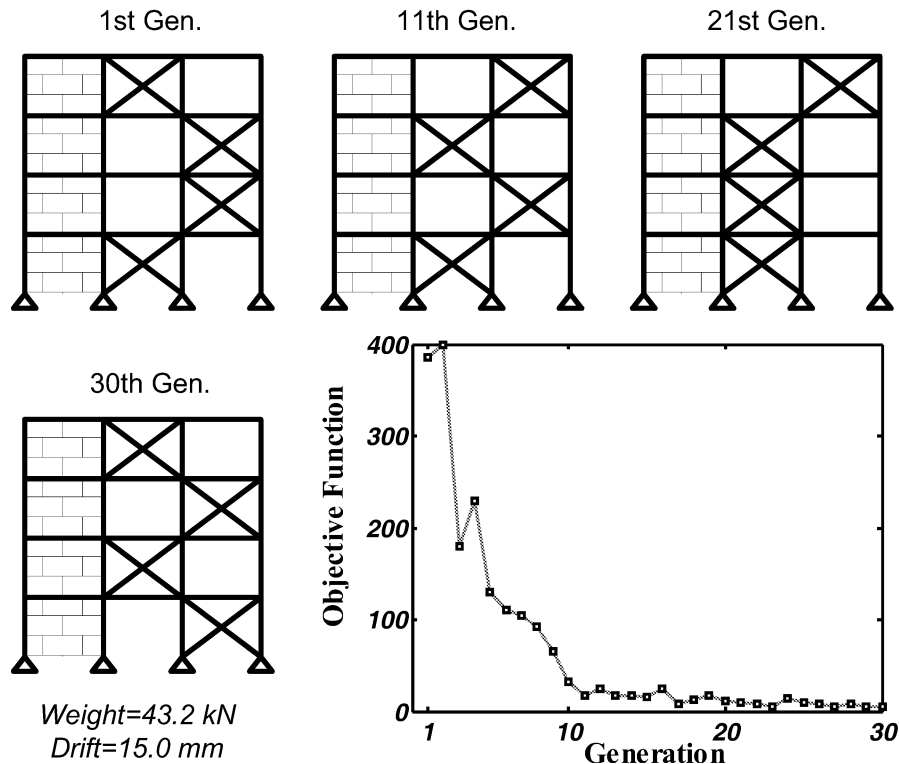 1st Gen.
11th Gen.
21st Gen.
30th Gen.
Weight=43.2 kN
Drift=15.0 mm
Objective Function
400
300
200
100
0
1
10
20
30
Generation